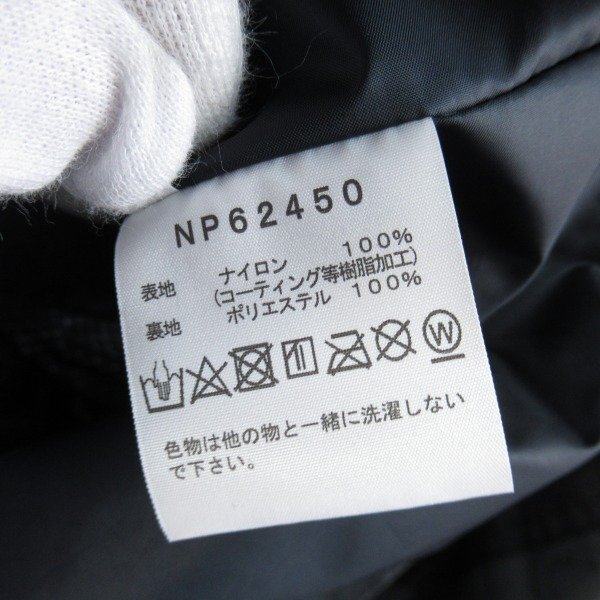 NP62450
表地 ナイロン 100%
(コーティング等樹脂加工)
裏地 ポリエステル 100%
W
色物は他の物と一緒に洗濯しない
で下さい。